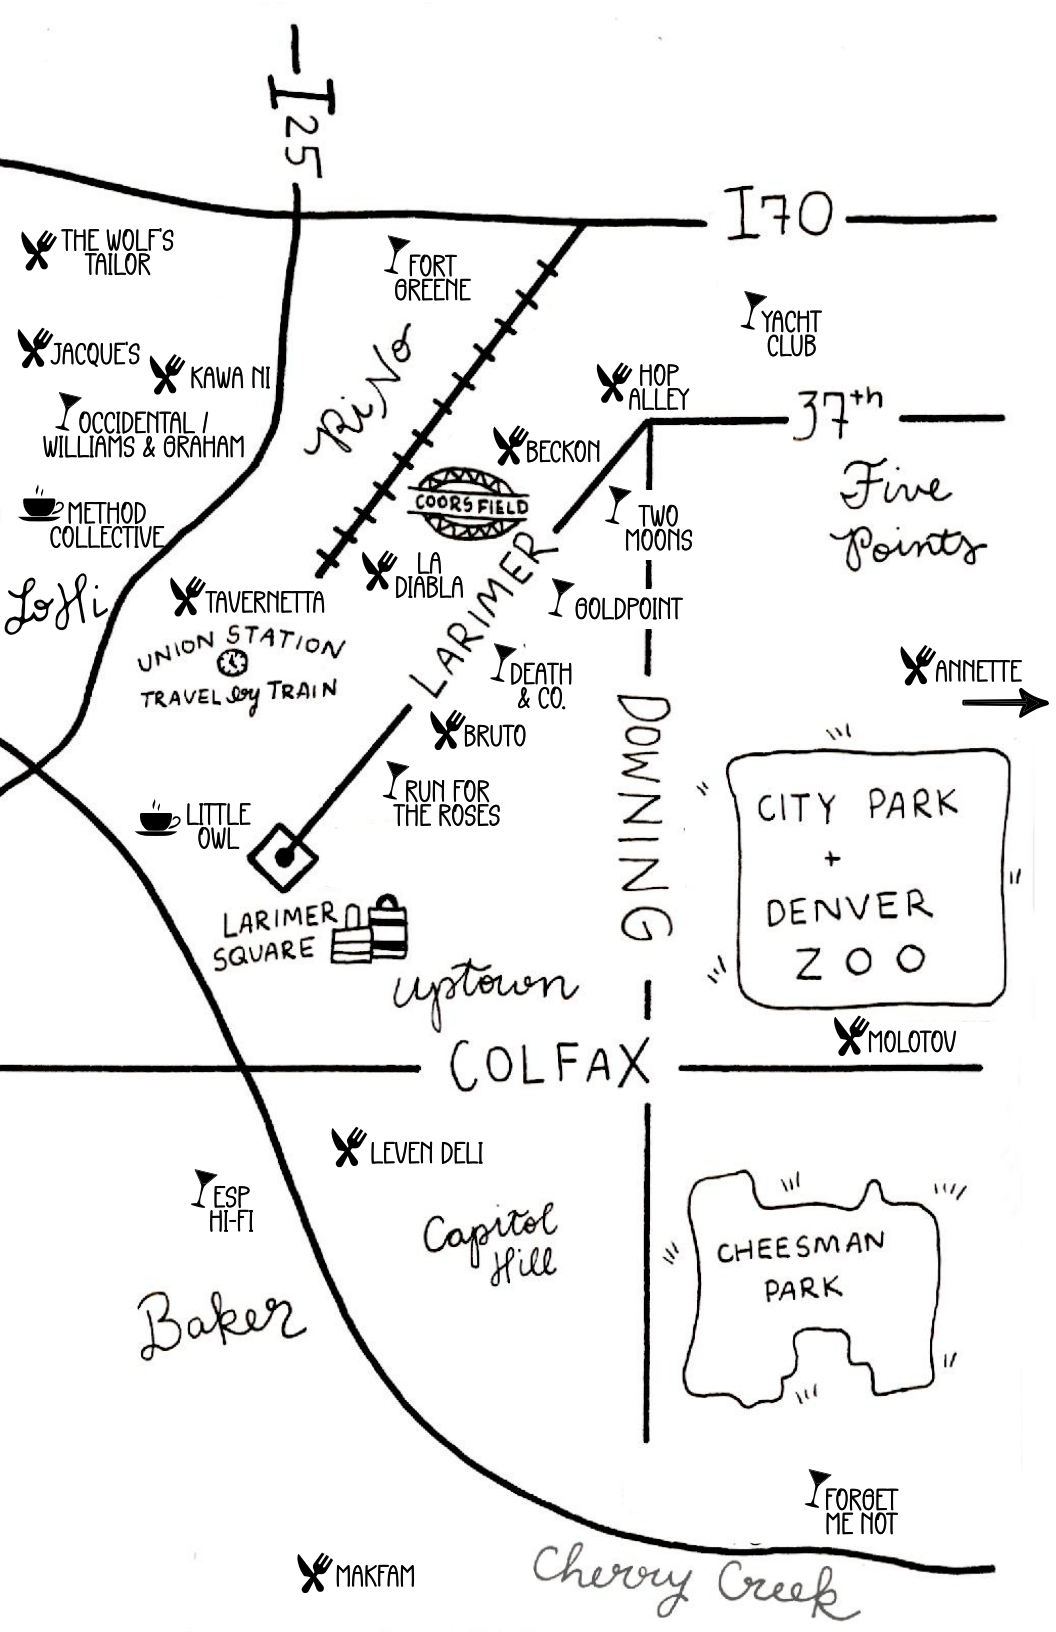 I 25
I70
THE WOLF'S
TAILOR
FORT
GREENE
YACHT
CLUB
JACQUE'S
KAWA NI
RiNo
HOP
ALLEY
OCCIDENTAL /
WILLIAMS & GRAHAM
37th
BECKON
Five
Points
METHOD
COLLECTIVE
COORS FIELD
TWO
MOONS
LoHi
TAVERNETTA
LA
DIABLA
LARIMER
GOLDPOINT
UNION STATION
TRAVEL by TRAIN
DEATH
& CO.
ANNETTE
BRUTO
DOWNING
RUN FOR
THE ROSES
LITTLE
OWL
CITY PARK
+
DENVER
ZOO
LARIMER
SQUARE
uptown
MOLOTOV
COLFAX
LEVEN DELI
ESP
HI-FI
Capitol
Hill
CHEESMAN
PARK
Baker
FORGET
ME NOT
MAKFAM
Cherry Creek